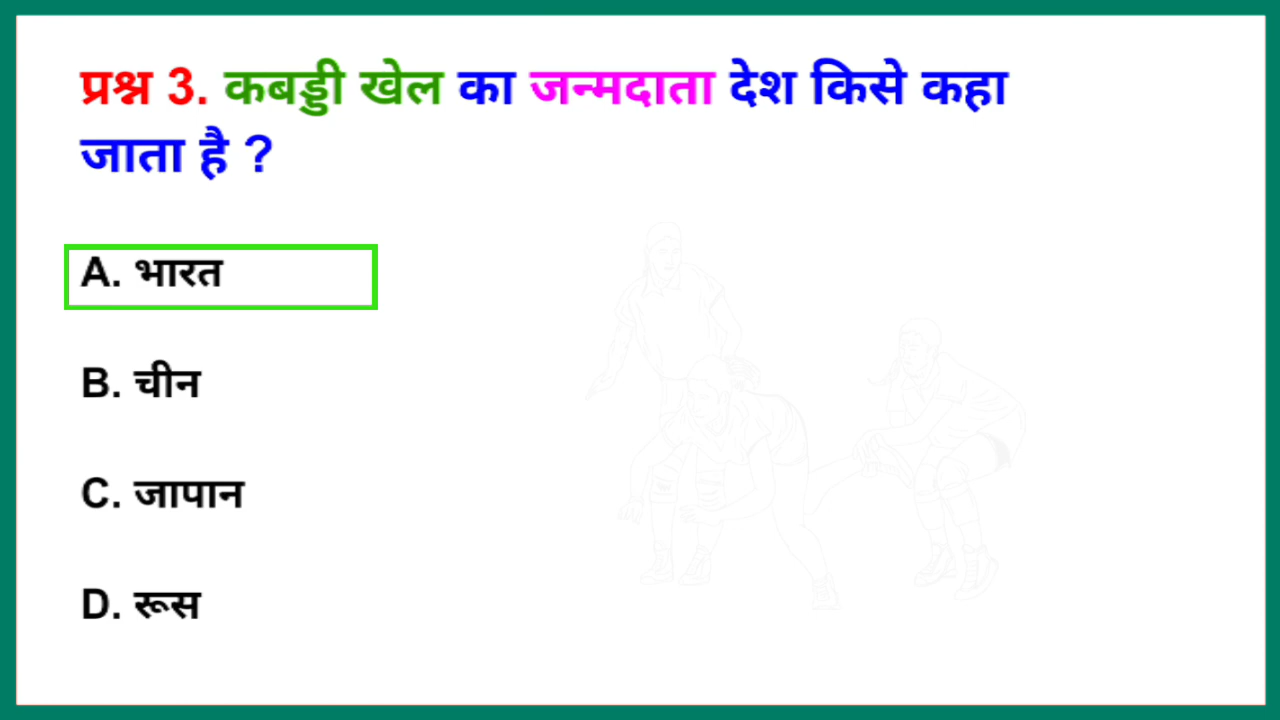 प्रश्न 3. कबड्डी खेल का जन्मदाता देश किसे कहा
जाता है ?
A. भारत
B. चीन
C. जापान
D. रूस